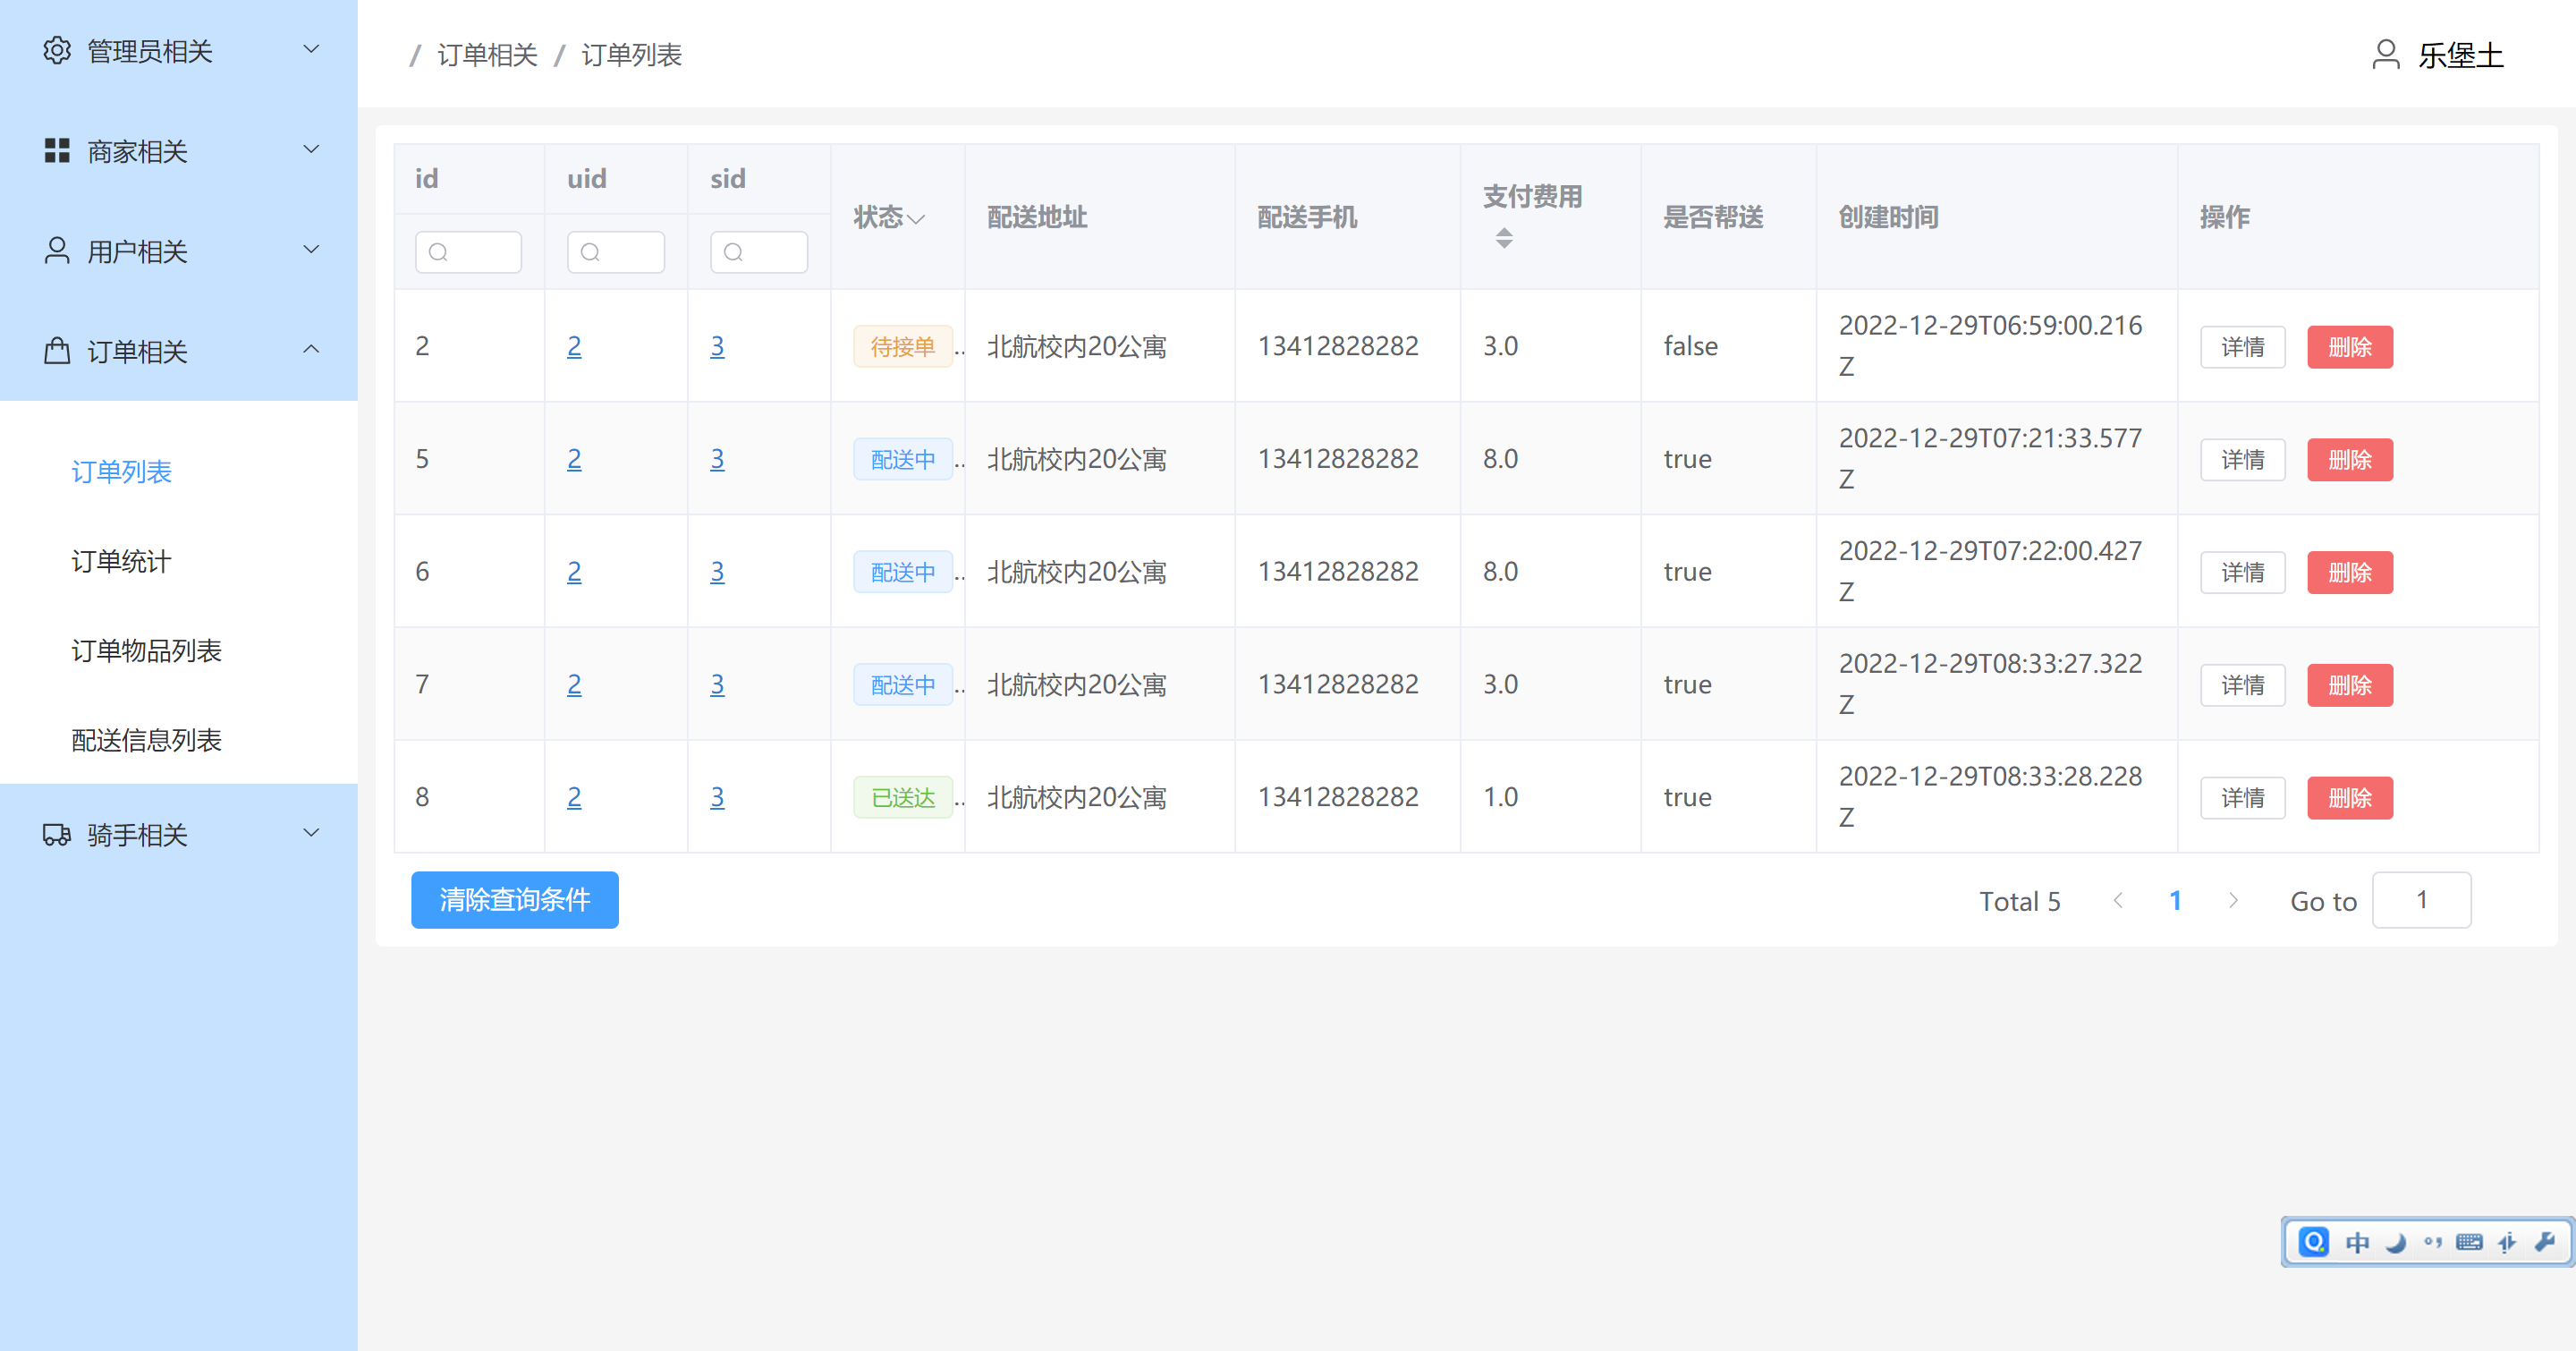 管理员相关
商家相关
用户相关
订单相关
订单列表
订单统计
订单物品列表
配送信息列表
骑手相关
/ 订单相关 / 订单列表
乐堡土
id uid sid 状态 配送地址 配送手机 支付费用 是否帮送 创建时间 操作
2 2 3 待接单 .. 北航校内20公寓 13412828282 3.0 false 2022-12-29T06:59:00.216 详情 删除
Z
5 2 3 配送中 .. 北航校内20公寓 13412828282 8.0 true 2022-12-29T07:21:33.577 详情 删除
Z
6 2 3 配送中 .. 北航校内20公寓 13412828282 8.0 true 2022-12-29T07:22:00.427 详情 删除
Z
7 2 3 配送中 .. 北航校内20公寓 13412828282 3.0 true 2022-12-29T08:33:27.322 详情 删除
Z
8 2 3 已送达 .. 北航校内20公寓 13412828282 1.0 true 2022-12-29T08:33:28.228 详情 删除
Z
清除查询条件 Total 5 1 Go to 1
中